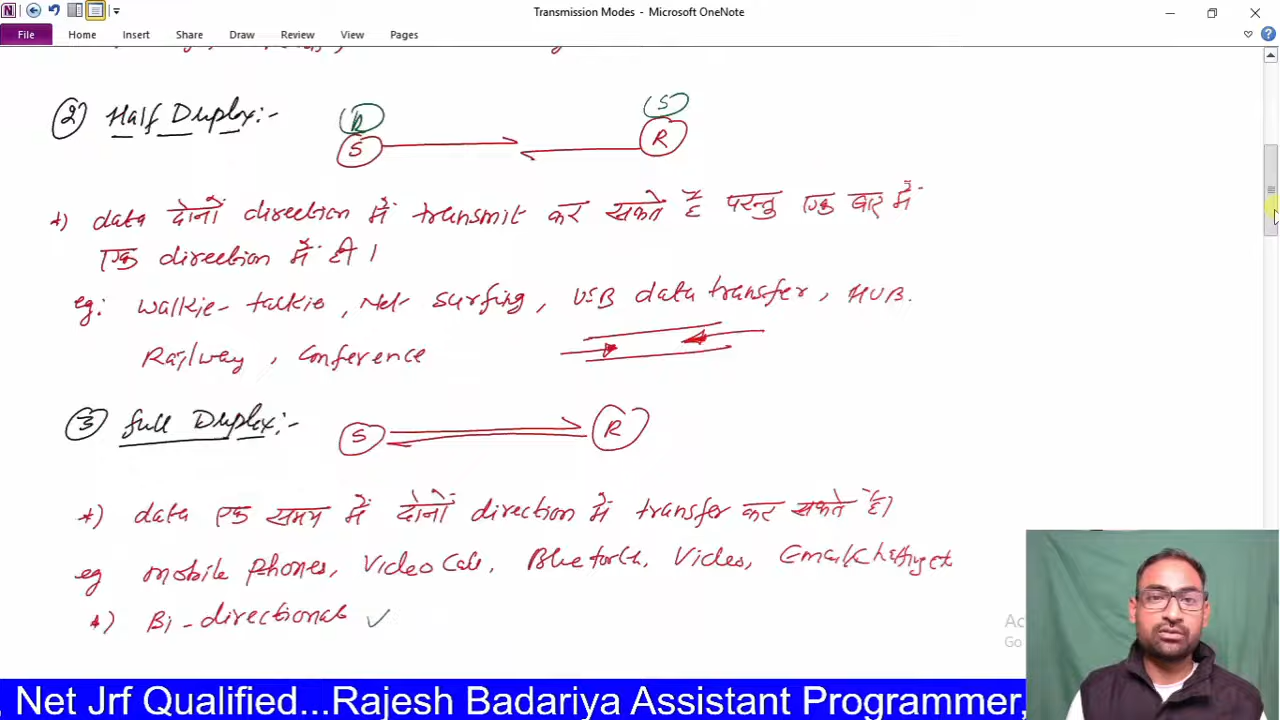 Transmission Modes - Microsoft OneNote
File Home Insert Share Draw Review View Pages
② Half Duplex:-
R S
S R
*) data दोनों direction में transmit कर सकते है परन्तु एक बार में
एक direction में ही।
eg: Walkie-talkie, Net surfing, USB data transfer, HUB.
Railway, Conference
③ full Duplex:-
S R
*) data एक समय में दोनों direction में transfer कर सकते है।
eg mobile phones, Video Call, Bluetooth, Video, Email
*) Bi-directional ✓
Ac
Go
, Net Jrf Qualified...Rajesh Badariya Assistant Programmer,